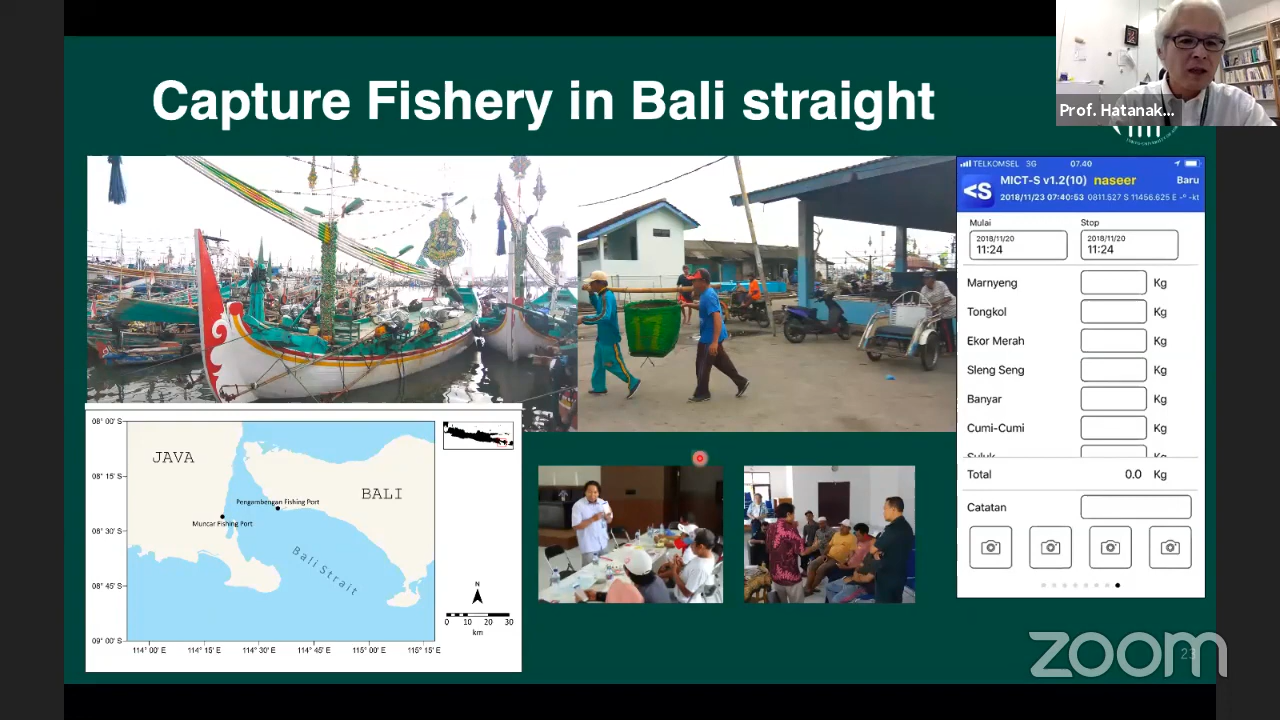 Capture Fishery in Bali straight
Prof. Hatanak...
17
TELKOMSEL 3G 07.40
<S MICT-S v1.2(10) naseer Baru
2018/11/23 07:40:53 0811.527 S 11456.625 E -° -kt
Mulai Stop
2018/11/20 2018/11/20
11:24 11:24
Marnyeng Kg
Tongkol Kg
Ekor Merah Kg
Sleng Seng Kg
Banyar Kg
Cumi-Cumi Kg
Suluk Kg
Total 0.0 Kg
Catatan
08° 00' S
08° 15' S
08° 30' S
08° 45' S
09° 00' S
JAVA
BALI
Pengambengan Fishing Port
Muncar Fishing Port
Bali Strait
N
0 10 20 30
km
114° 00' E 114° 15' E 114° 30' E 114° 45' E 115° 00' E 115° 15' E
23
zoom